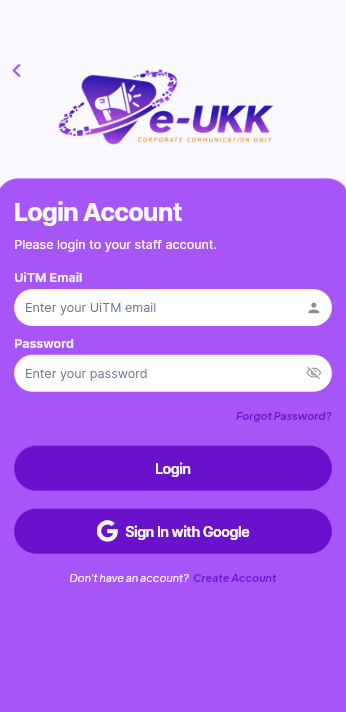 e-UKK
CORPORATE COMMUNICATION UNIT
Login Account
Please login to your staff account.
UiTM Email
Enter your UiTM email
Password
Enter your password
Forgot Password?
Login
Sign In with Google
Don't have an account? Create Account